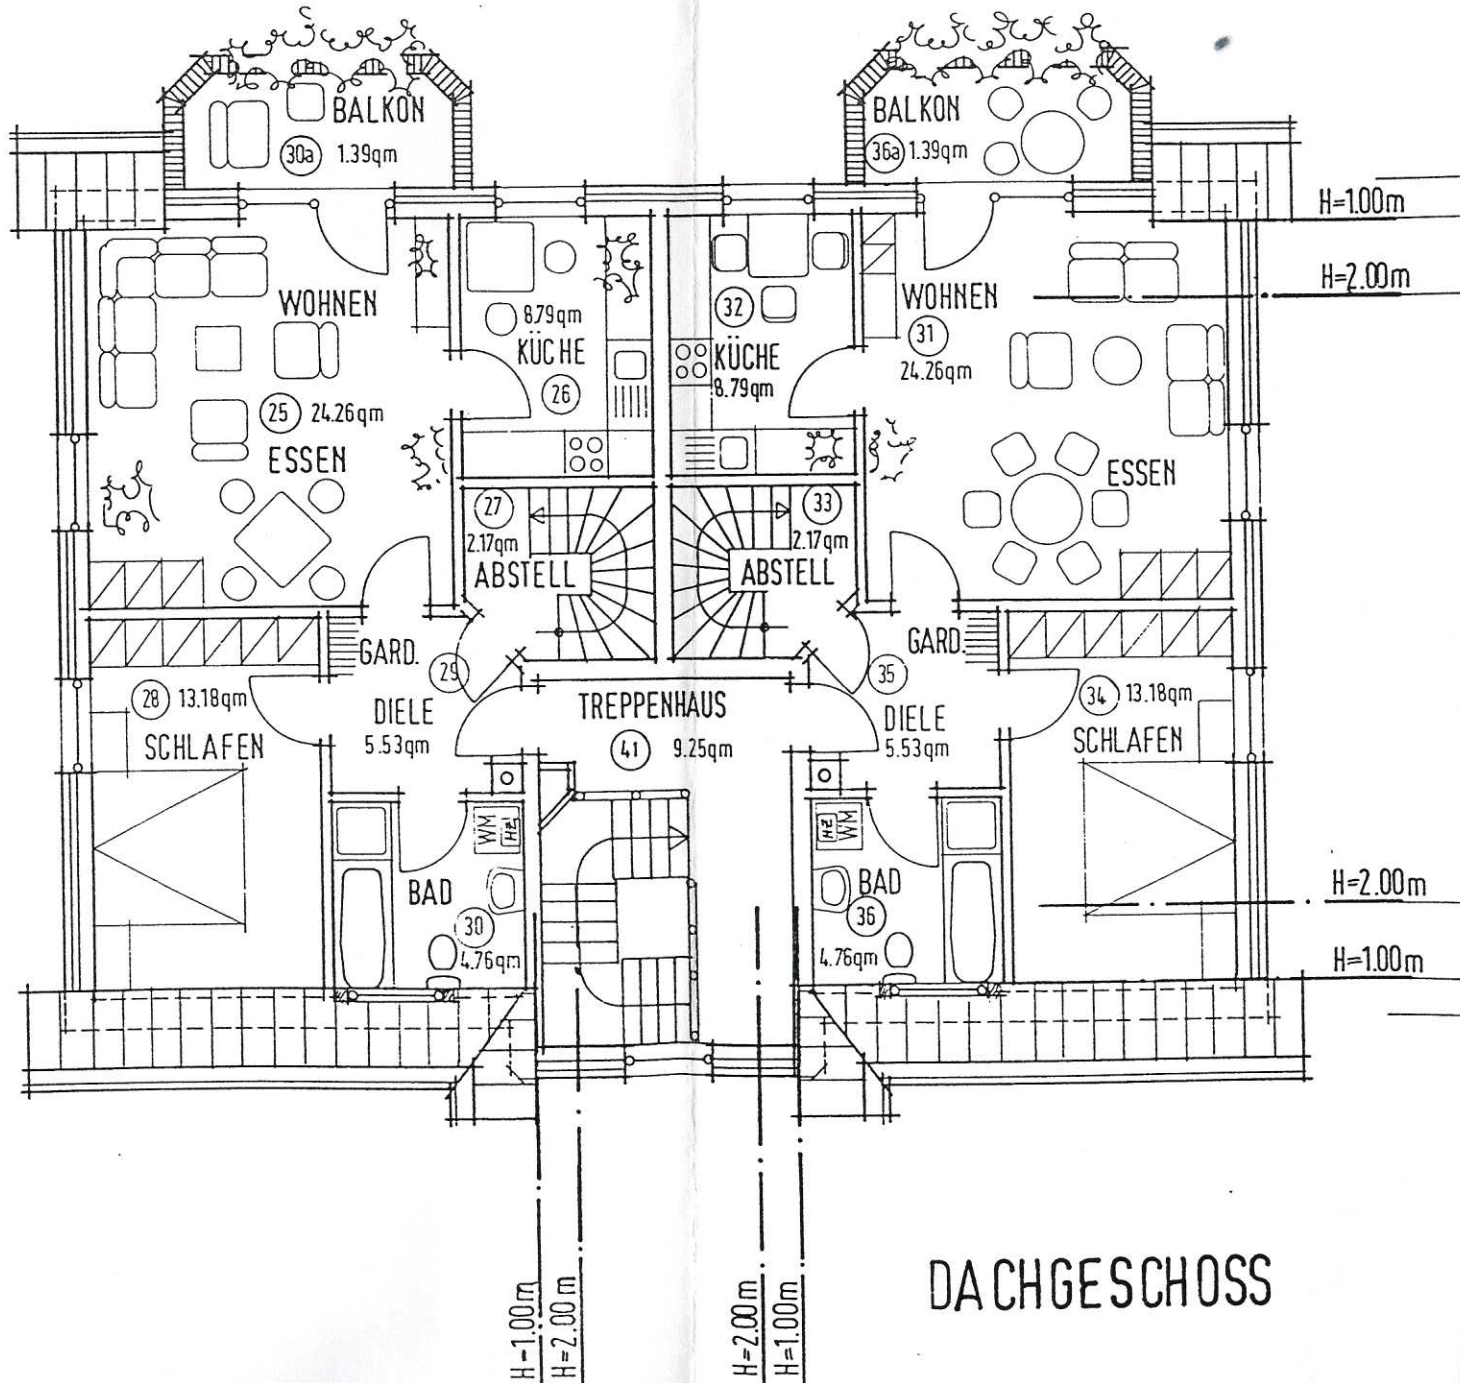 BALKON
30a 1.39qm
BALKON
36a 1.39qm
H=1.00m
H=2.00m
WOHNEN
25 24.26qm
ESSEN
8.79qm
KÜCHE
26
32
KÜCHE
8.79qm
WOHNEN
31
24.26qm
ESSEN
27
2.17qm
ABSTELL
33
2.17qm
ABSTELL
GARD.
29
DIELE
5.53qm
28 13.18qm
SCHLAFEN
TREPPENHAUS
41 9.25qm
GARD.
35
DIELE
5.53qm
34 13.18qm
SCHLAFEN
WM
HZ
BAD
30
4.76qm
WM
HZ
BAD
36
4.76qm
H=2.00m
H=1.00m
H=1.00m
H=2.00m
H=2.00m
H=1.00m
DACHGESCHOSS